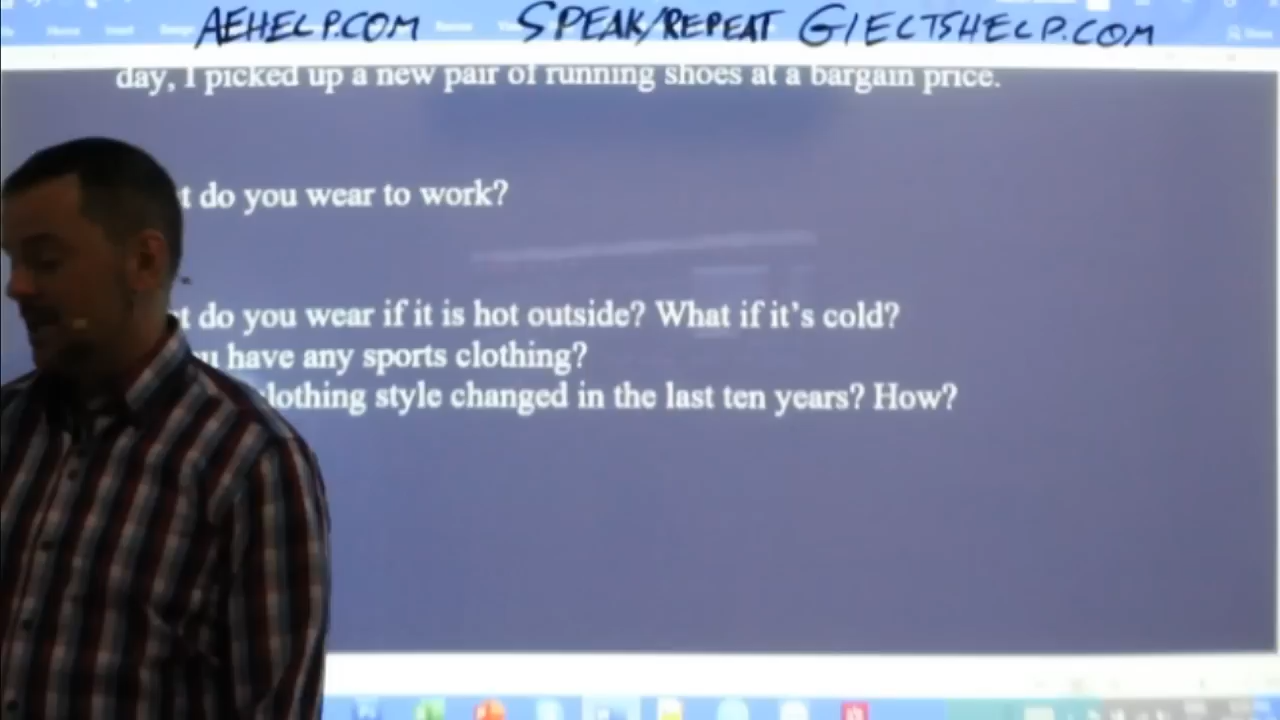 AEHELP.COM SPEAK/REPEAT GIELTSHELP.COM
day, I picked up a new pair of running shoes at a bargain price.
t do you wear to work?
t do you wear if it is hot outside? What if it’s cold?
u have any sports clothing?
lothing style changed in the last ten years? How?